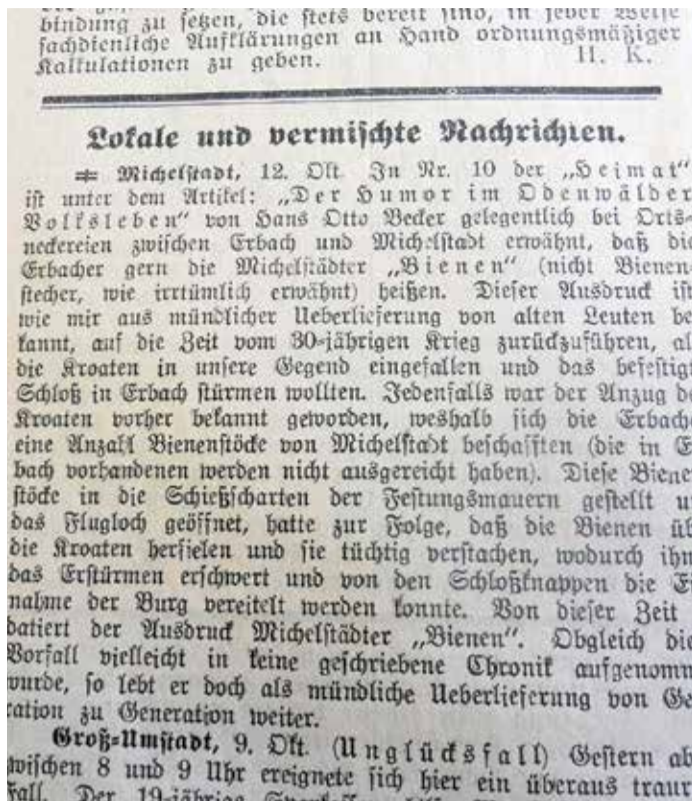 bindung zu setzen, die stets bereit sind, in jeder Weise
fachdienliche Aufklärungen an Hand ordnungsmäßiger
Kalkulationen zu geben. H. K.
Lokale und vermischte Nachrichten.
Michelstadt, 12. Okt. In Nr. 10 der „Heimat“
ist unter dem Artikel: „Der Humor im Odenwälder
Volksleben“ von Hans Otto Becker gelegentlich bei Orts-
neckereien zwischen Erbach und Michelstadt erwähnt, daß die
Erbacher gern die Michelstädter „Bienen“ (nicht Bienen-
stecher, wie irrtümlich erwähnt) heißen. Dieser Ausdruck ist
wie mir aus mündlicher Ueberlieferung von alten Leuten be
kannt, auf die Zeit vom 30-jährigen Krieg zurückzuführen, al
die Kroaten in unsere Gegend eingefallen und das befestigt
Schloß in Erbach stürmen wollten. Jedenfalls war der Anzug de
Kroaten vorher bekannt geworden, weshalb sich die Erbache
eine Anzahl Bienenstöcke von Michelstadt beschafften (die in E
bach vorhandenen werden nicht ausgereicht haben). Diese Biene
stöcke in die Schießscharten der Festungsmauern gestellt u
das Flugloch geöffnet, hatte zur Folge, daß die Bienen üb
die Kroaten herfielen und sie tüchtig verstachen, wodurch ihn
das Erstürmen erschwert und von den Schloßknappen die E
nahme der Burg vereitelt werden konnte. Von dieser Zeit
datiert der Ausdruck Michelstädter „Bienen“. Obgleich die
Vorfall vielleicht in keine geschriebene Chronik aufgenomm
wurde, so lebt er doch als mündliche Ueberlieferung von Ge
ration zu Generation weiter.
Groß-Umstadt, 9. Okt. (Unglücksfall) Gestern ab
wischen 8 und 9 Uhr ereignete sich hier ein überaus traur
fall. Der 19-jährige